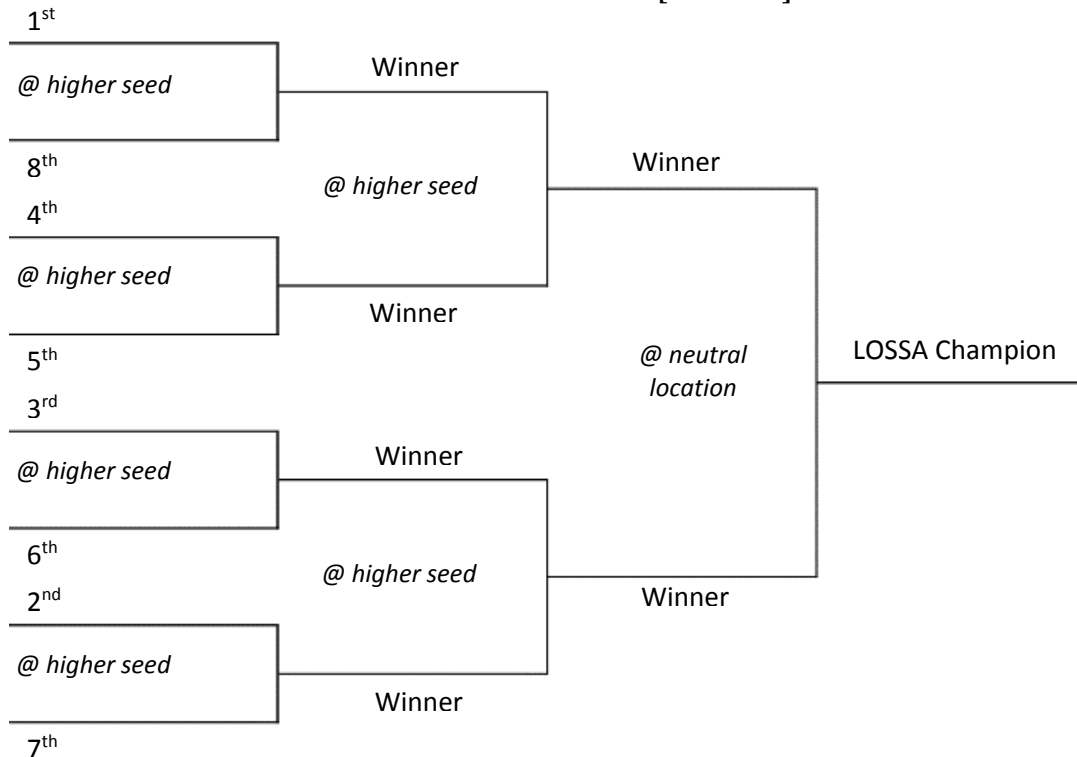 1st
@ higher seed
Winner
8th
@ higher seed
Winner
4th
@ higher seed
Winner
5th
@ neutral
location
LOSSA Champion
3rd
@ higher seed
Winner
6th
@ higher seed
Winner
2nd
@ higher seed
Winner
7th